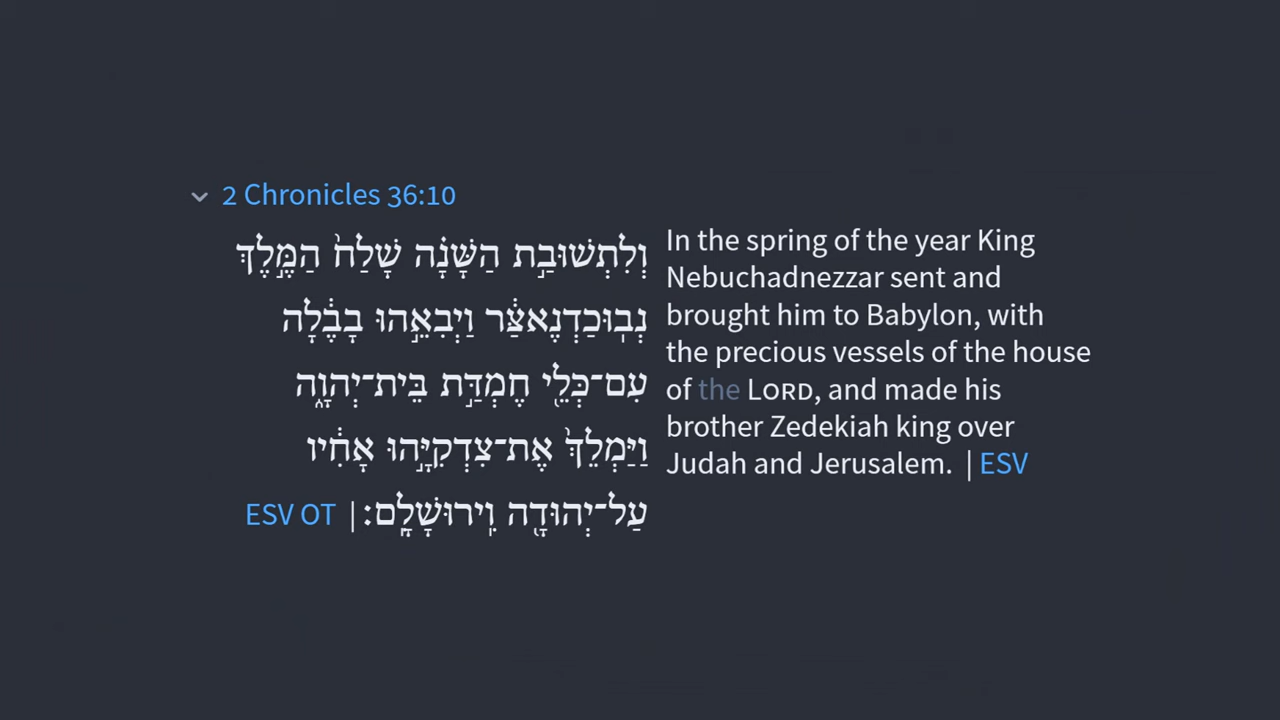 2 Chronicles 36:10
וְלִתְשׁוּבַ֣ת הַשָּׁנָ֗ה שָׁלַח֙ הַמֶּ֣לֶךְ
נְבֽוּכַדְנֶאצַּ֔ר וַיְבִאֵ֣הוּ בָבֶ֔לָה
עִם־כְּלֵ֖י חֶמְדַּ֣ת בֵּית־יְהוָ֑ה
וַיַּמְלֵךְ֙ אֶת־צִדְקִיָּ֣הוּ אָחִ֔יו
עַל־יְהוּדָ֖ה וִֽירוּשָׁלִָֽם׃ | ESV OT
In the spring of the year King
Nebuchadnezzar sent and
brought him to Babylon, with
the precious vessels of the house
of the LORD, and made his
brother Zedekiah king over
Judah and Jerusalem. | ESV